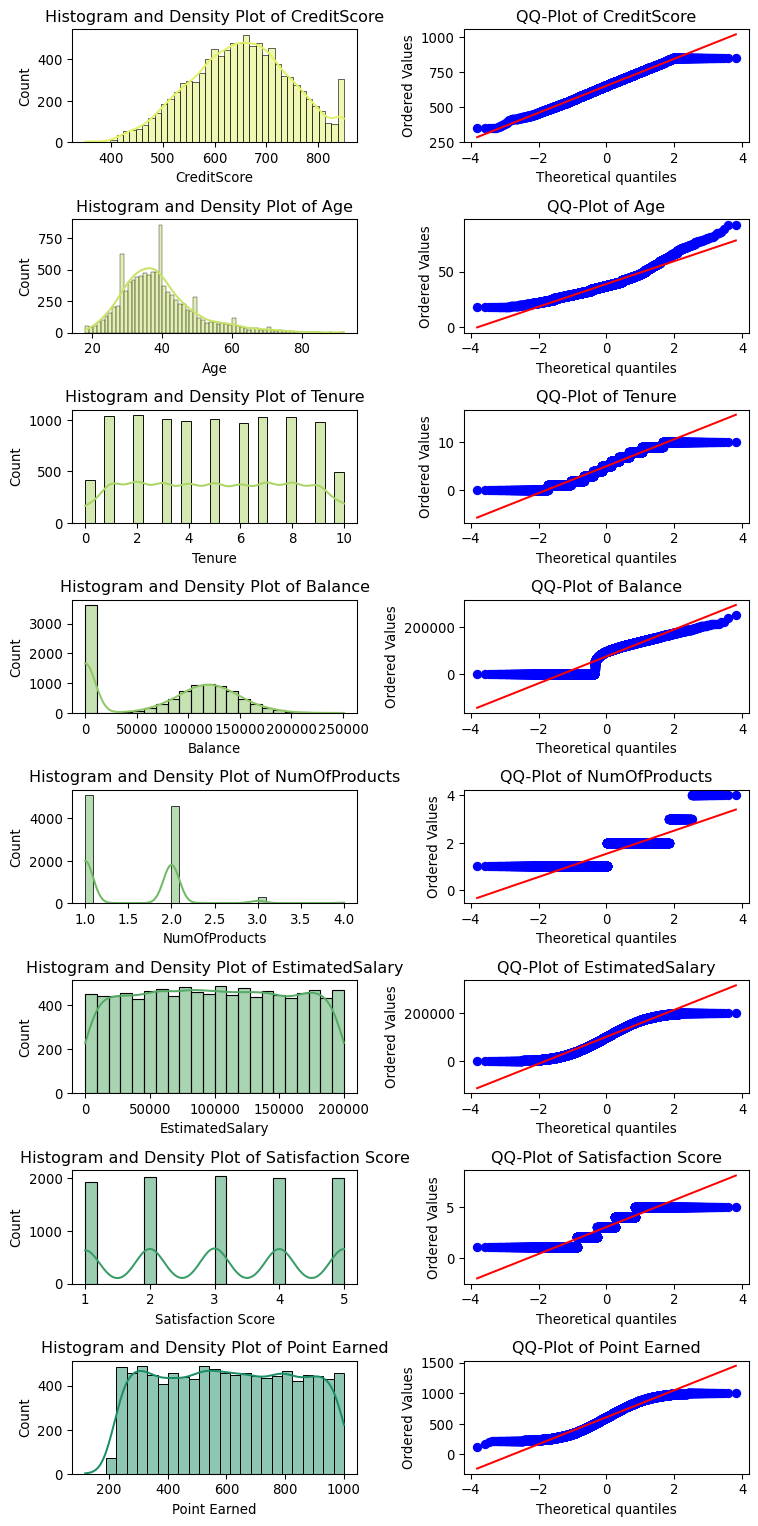 Histogram and Density Plot of CreditScore
QQ-Plot of CreditScore
Count
400
200
0
400 500 600 700 800
CreditScore
Ordered Values
1000
750
500
250
−4 −2 0 2 4
Theoretical quantiles
Histogram and Density Plot of Age
QQ-Plot of Age
Count
750
500
250
0
20 40 60 80
Age
Ordered Values
50
0
−4 −2 0 2 4
Theoretical quantiles
Histogram and Density Plot of Tenure
QQ-Plot of Tenure
Count
1000
500
0
0 2 4 6 8 10
Tenure
Ordered Values
10
0
−4 −2 0 2 4
Theoretical quantiles
Histogram and Density Plot of Balance
QQ-Plot of Balance
Count
3000
2000
1000
0
0 50000 100000 150000 200000 250000
Balance
Ordered Values
200000
0
−4 −2 0 2 4
Theoretical quantiles
Histogram and Density Plot of NumOfProducts
QQ-Plot of NumOfProducts
Count
4000
2000
0
1.0 1.5 2.0 2.5 3.0 3.5 4.0
NumOfProducts
Ordered Values
4
2
0
−4 −2 0 2 4
Theoretical quantiles
Histogram and Density Plot of EstimatedSalary
QQ-Plot of EstimatedSalary
Count
400
200
0
0 50000 100000 150000 200000
EstimatedSalary
Ordered Values
200000
0
−4 −2 0 2 4
Theoretical quantiles
Histogram and Density Plot of Satisfaction Score
QQ-Plot of Satisfaction Score
Count
2000
1000
0
1 2 3 4 5
Satisfaction Score
Ordered Values
5
0
−4 −2 0 2 4
Theoretical quantiles
Histogram and Density Plot of Point Earned
QQ-Plot of Point Earned
Count
400
200
0
200 400 600 800 1000
Point Earned
Ordered Values
1500
1000
500
0
−4 −2 0 2 4
Theoretical quantiles